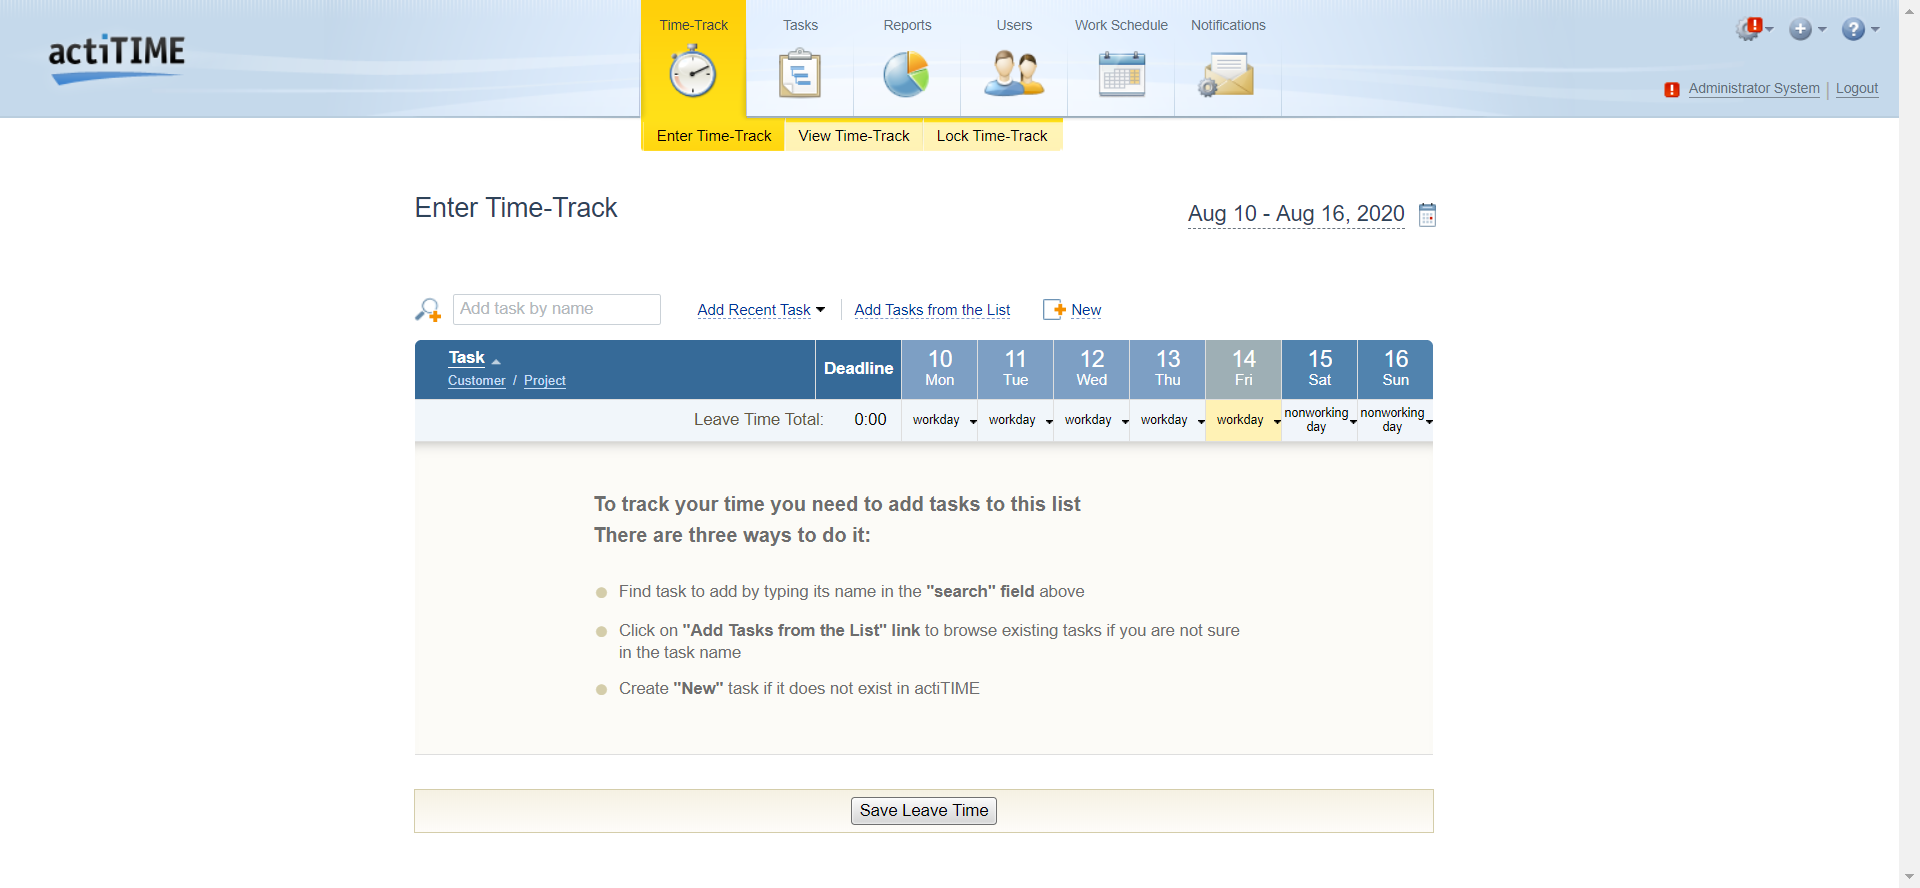 actiTIME
Time-Track
Tasks
Reports
Users
Work Schedule
Notifications
Administrator System
Logout
Enter Time-Track
View Time-Track
Lock Time-Track
Enter Time-Track
Aug 10 - Aug 16, 2020
Add task by name
Add Recent Task
Add Tasks from the List
New
Task
Customer / Project
Deadline
10 Mon
11 Tue
12 Wed
13 Thu
14 Fri
15 Sat
16 Sun
Leave Time Total: 0:00
workday
workday
workday
workday
workday
nonworking day
nonworking day
To track your time you need to add tasks to this list
There are three ways to do it:
Find task to add by typing its name in the "search" field above
Click on "Add Tasks from the List" link to browse existing tasks if you are not sure
in the task name
Create "New" task if it does not exist in actiTIME
Save Leave Time